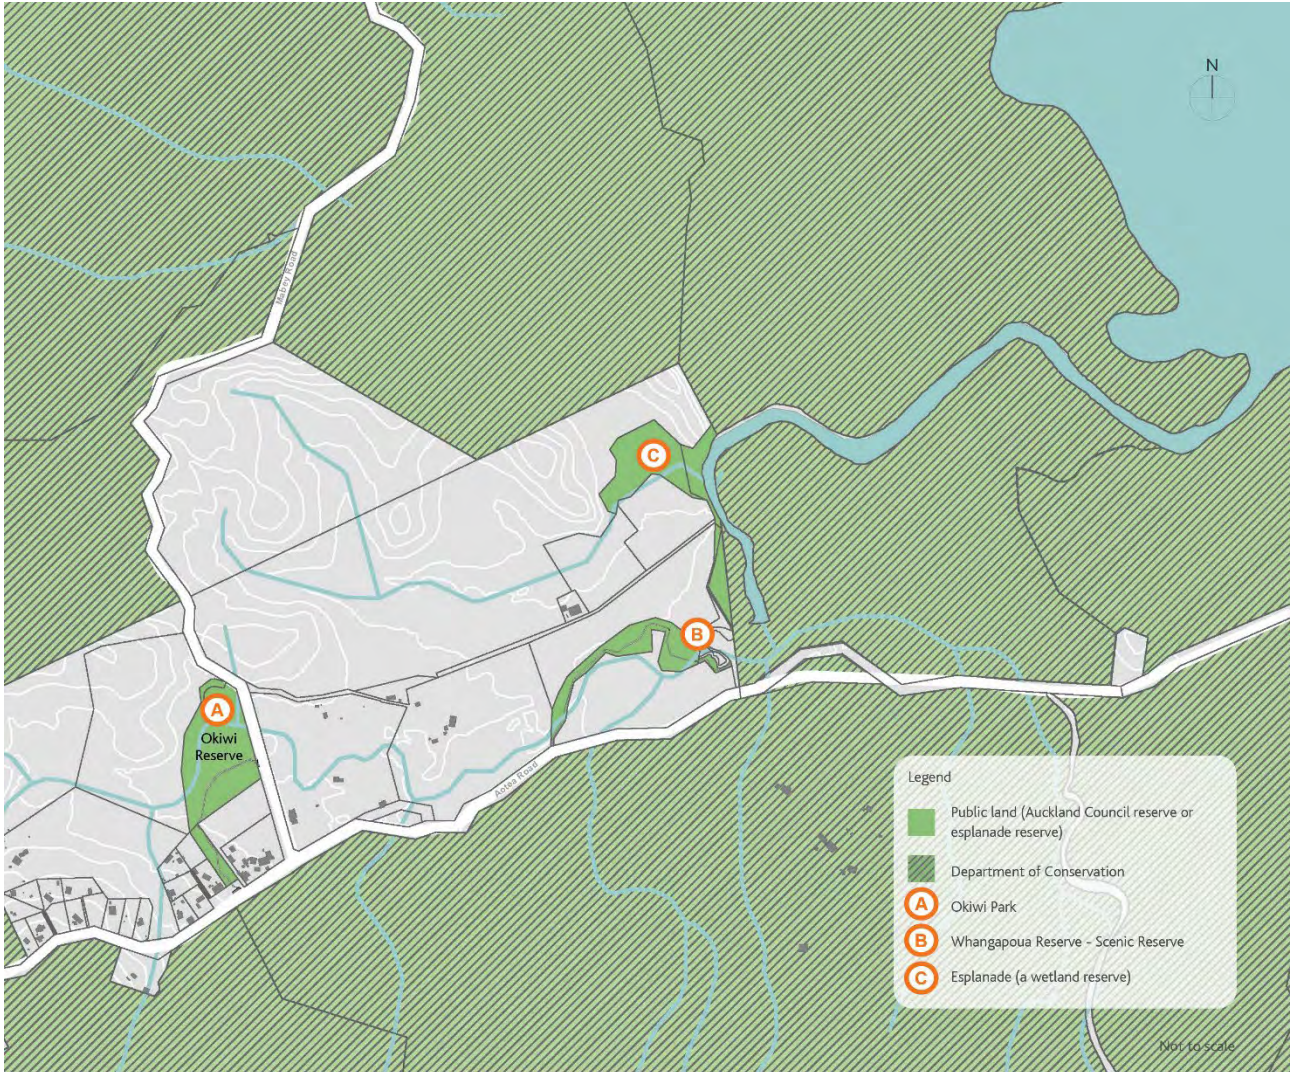 N
Mabey Road
C
B
A
Okiwi
Reserve
Aotea Road
Legend
Public land (Auckland Council reserve or
esplanade reserve)
Department of Conservation
A Okiwi Park
B Whangapoua Reserve - Scenic Reserve
C Esplanade (a wetland reserve)
Not to scale